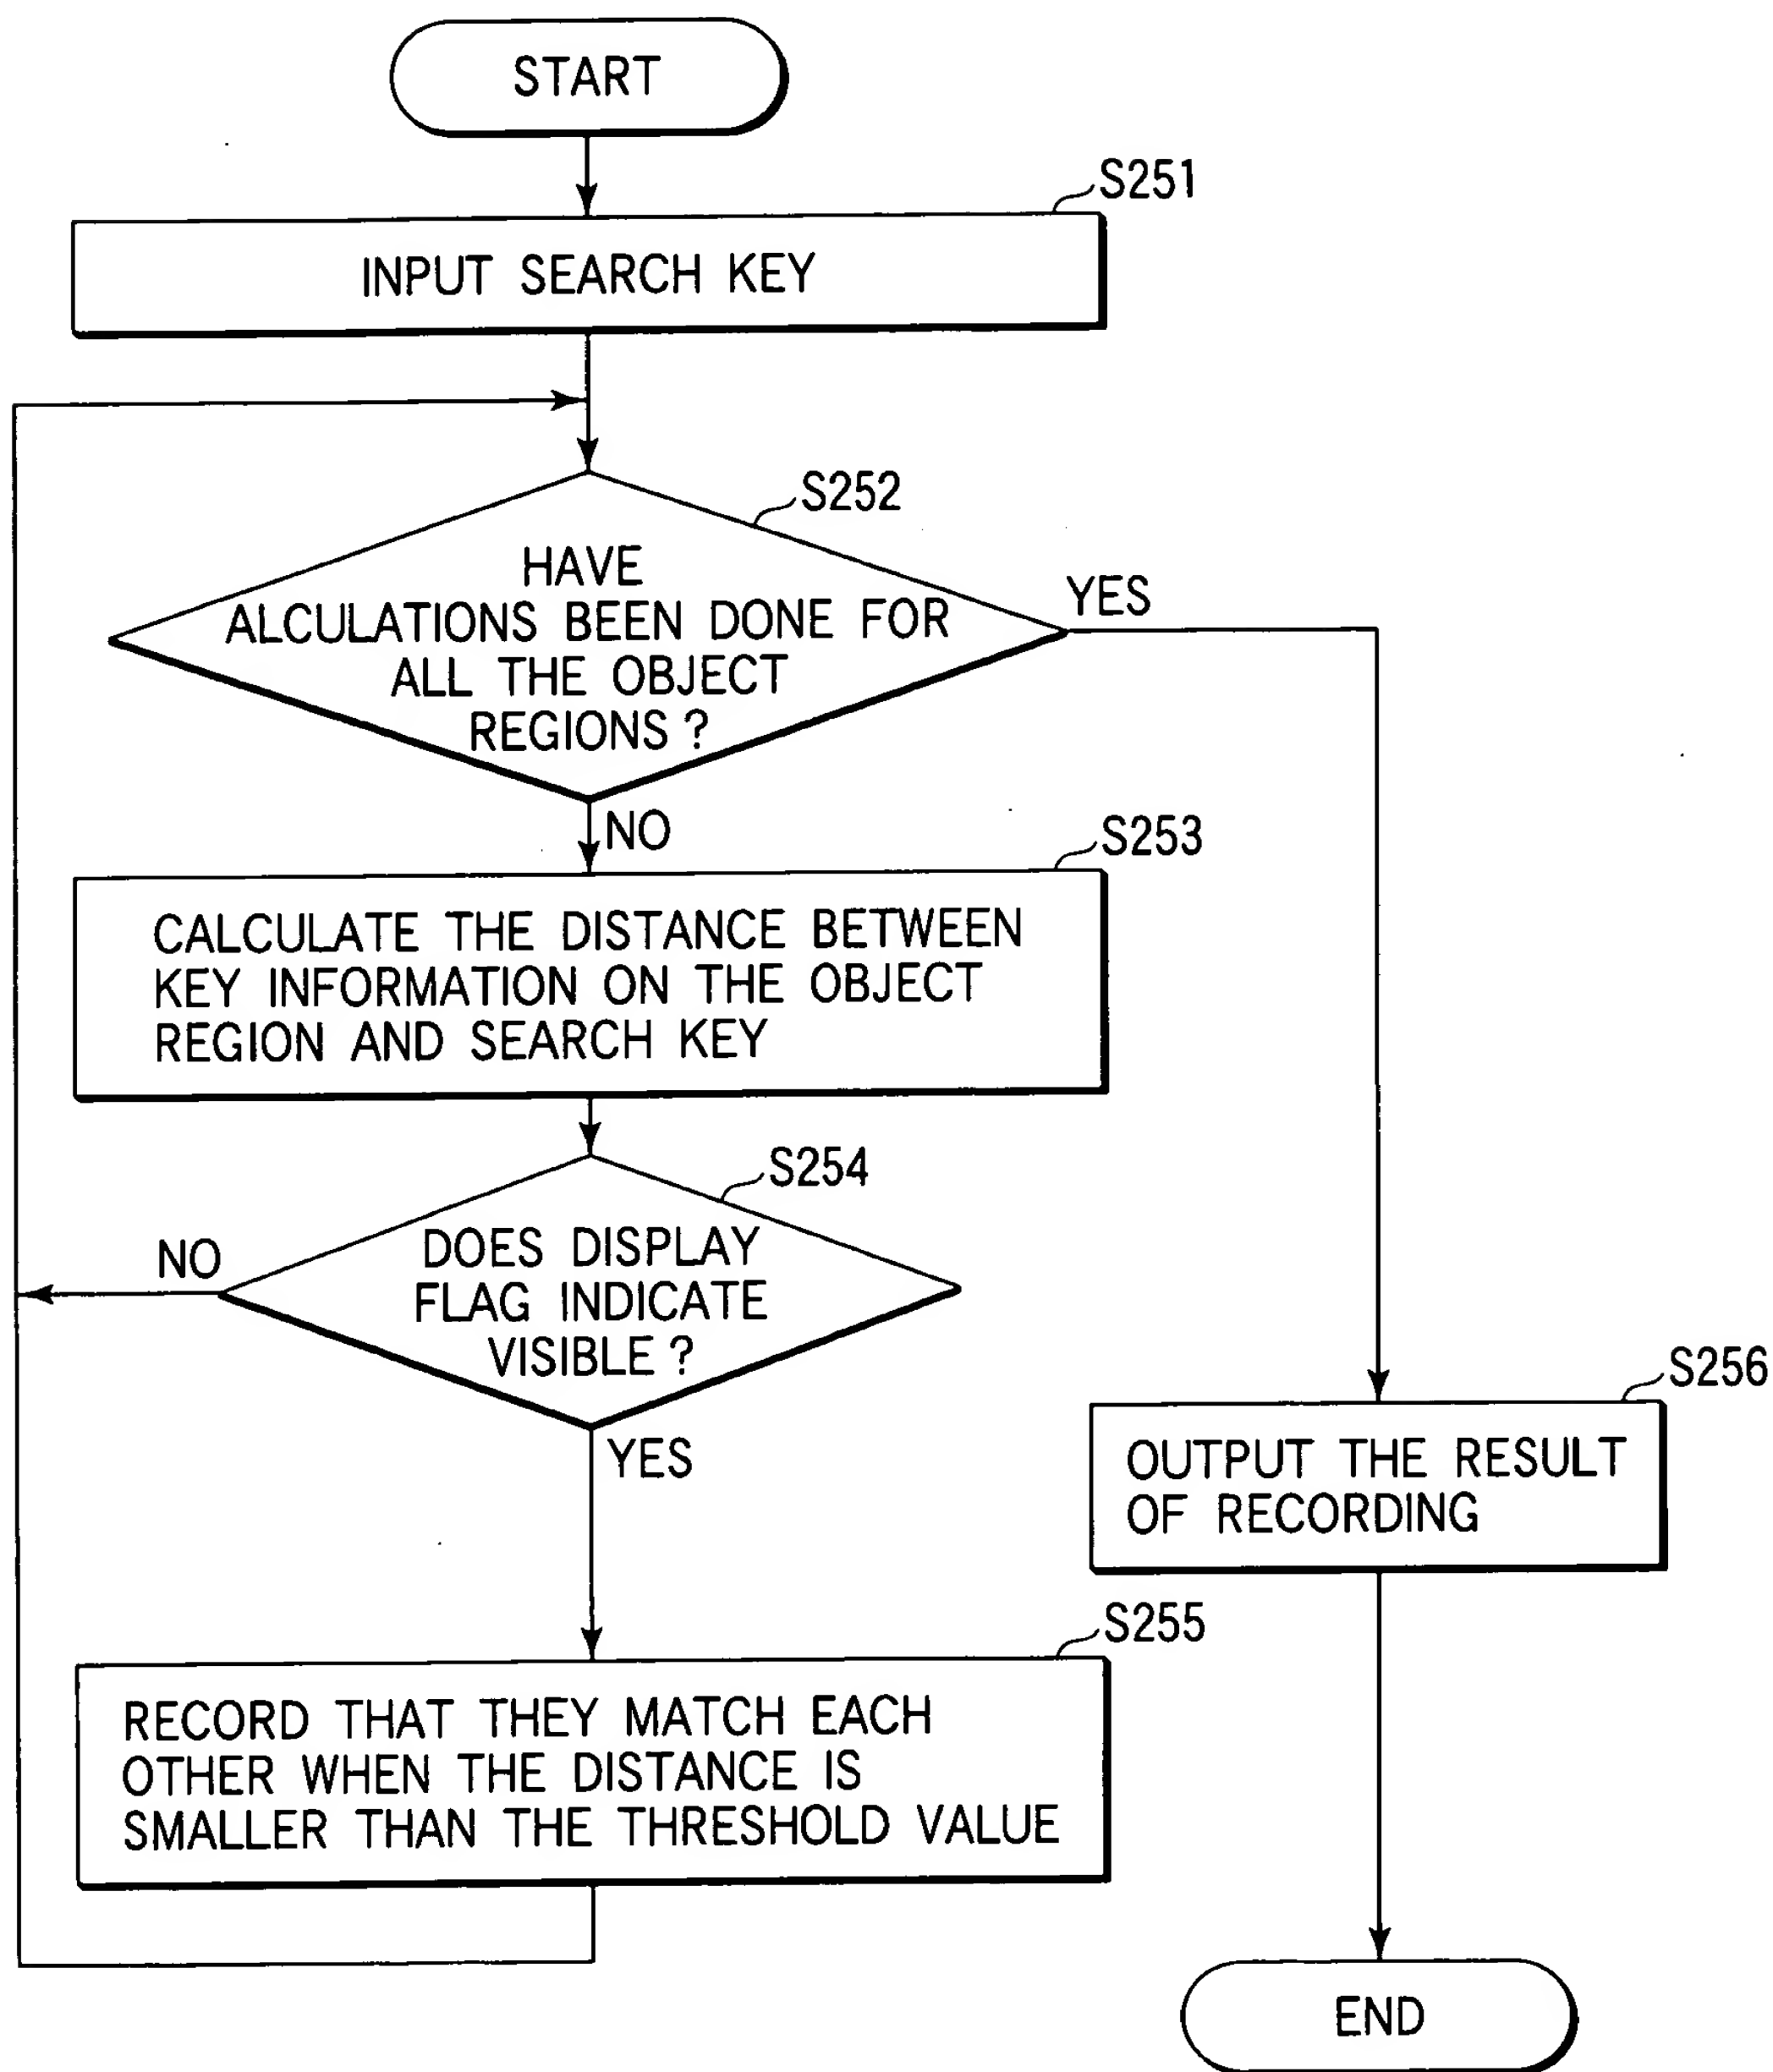 START
S251
INPUT SEARCH KEY
S252
HAVE
ALCULATIONS BEEN DONE FOR
ALL THE OBJECT
REGIONS ?
YES
NO
S253
CALCULATE THE DISTANCE BETWEEN
KEY INFORMATION ON THE OBJECT
REGION AND SEARCH KEY
S254
DOES DISPLAY
FLAG INDICATE
VISIBLE ?
NO
YES
S255
RECORD THAT THEY MATCH EACH
OTHER WHEN THE DISTANCE IS
SMALLER THAN THE THRESHOLD VALUE
S256
OUTPUT THE RESULT
OF RECORDING
END